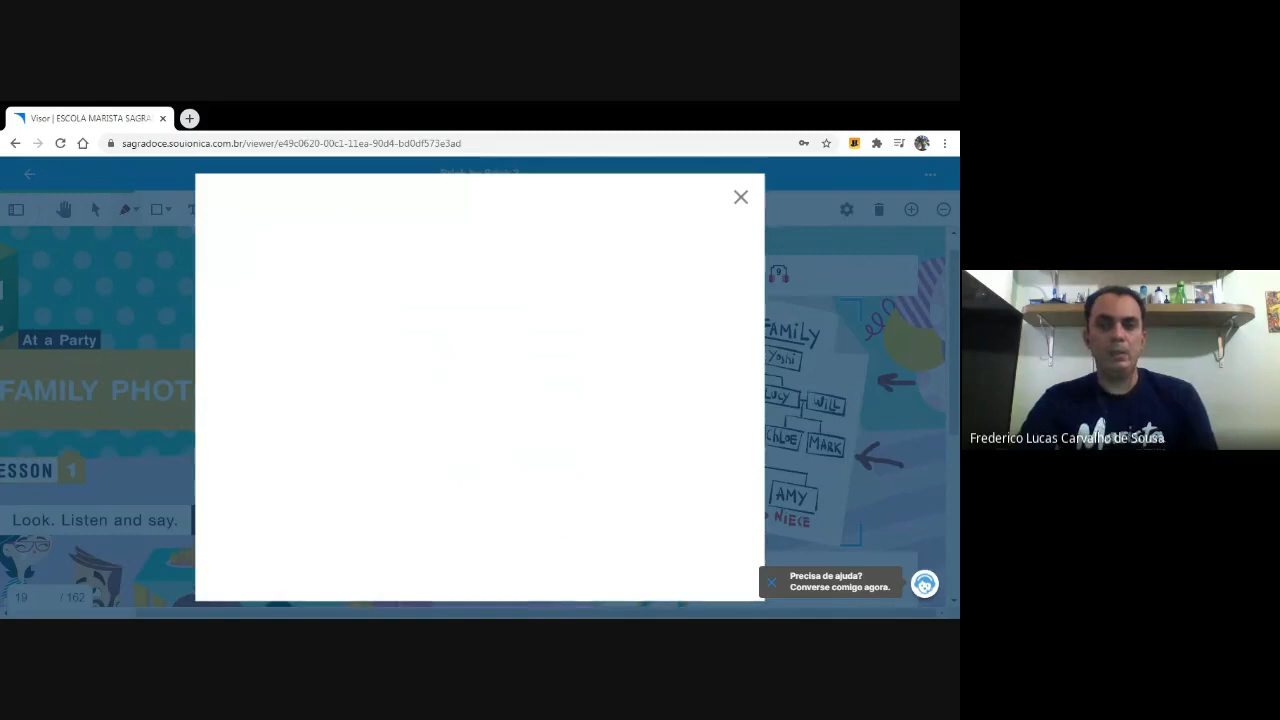 Visor | ESCOLA MARISTA SAGRA
sagradoce.souionica.com.br/viewer/e49c0620-00c1-11ea-90d4-bd0df573e3ad
At a Party
FAMILY PHOT
ESSON 1
Look. Listen and say.
19 / 162
9
FAMILY
Yoshi
LUCY WILL
CHLOE MARK
AMY
NIECE
Precisa de ajuda?
Converse comigo agora.
Marista
Frederico Lucas Carvalho de Sousa